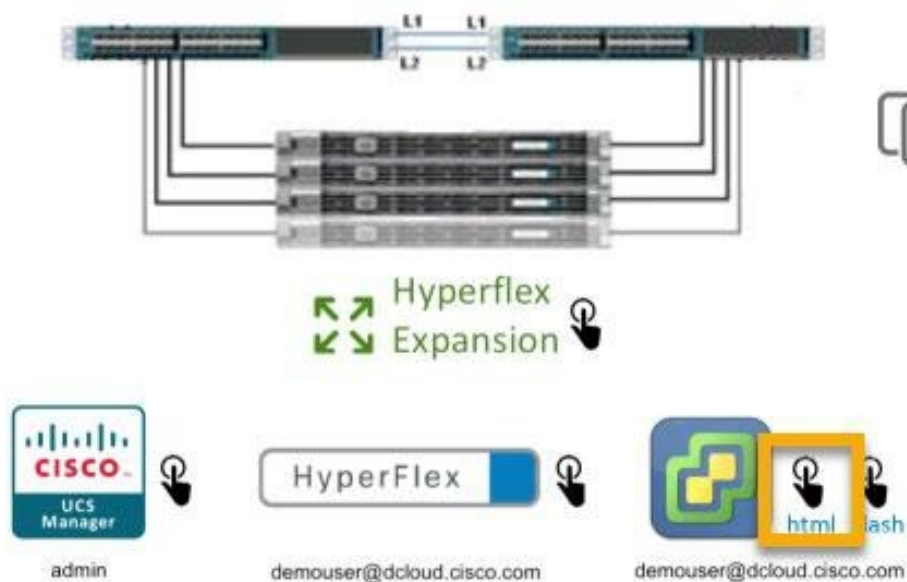 L1 L1
L2 L2
Hyperflex
Expansion
CISCO
UCS
Manager
HyperFlex
html lash
admin
demouser@dcloud.cisco.com
demouser@dcloud.cisco.com